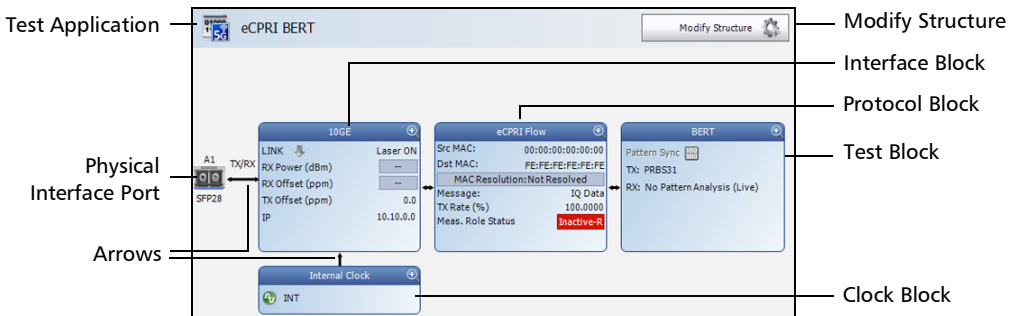 Test Application
eCPRI BERT
Modify Structure
Modify Structure
Interface Block
Protocol Block
Test Block
Physical
Interface Port
A1
TX/RX
SFP28
10GE
LINK Laser ON
RX Power (dBm) --
RX Offset (ppm) --
TX Offset (ppm) 0.0
IP 10.10.0.0
eCPRI Flow
Src MAC: 00:00:00:00:00:00
Dst MAC: FE:FE:FE:FE:FE:FE
MAC Resolution:Not Resolved
Message: IQ Data
TX Rate (%) 100.0000
Meas. Role Status Inactive-R
BERT
Pattern Sync
TX: PRBS31
RX: No Pattern Analysis (Live)
Arrows
Internal Clock
INT
Clock Block